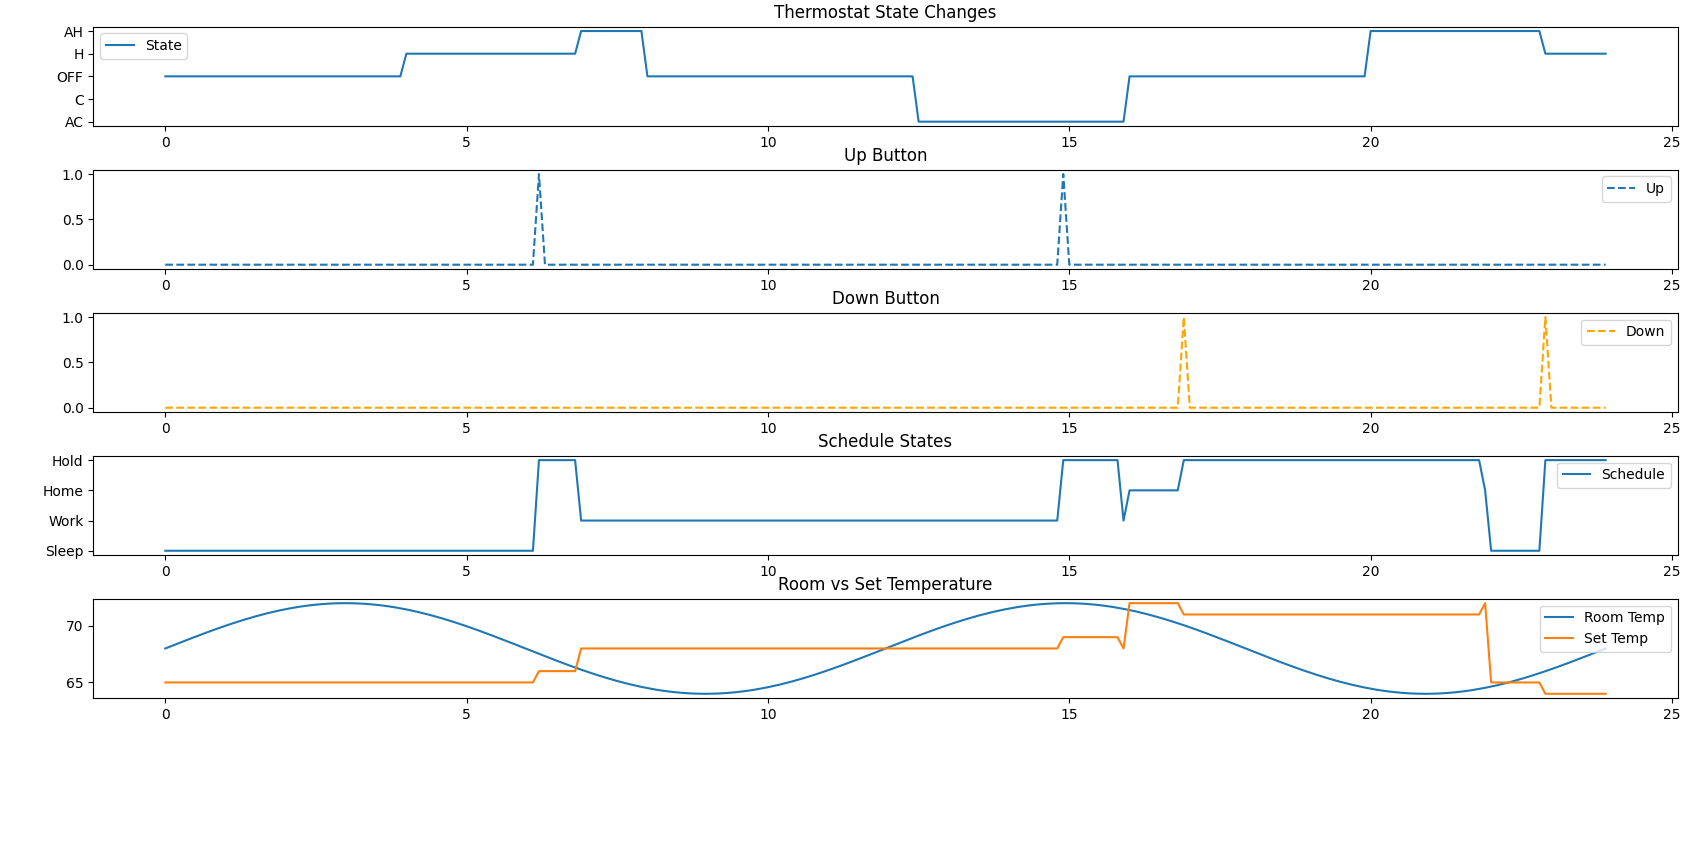 Thermostat State Changes
AH
H
OFF
C
AC
State
0 5 10 15 20 25
Up Button
1.0
0.5
0.0
Up
0 5 10 15 20 25
Down Button
1.0
0.5
0.0
Down
0 5 10 15 20 25
Schedule States
Hold
Home
Work
Sleep
Schedule
0 5 10 15 20 25
Room vs Set Temperature
70
65
Room Temp
Set Temp
0 5 10 15 20 25